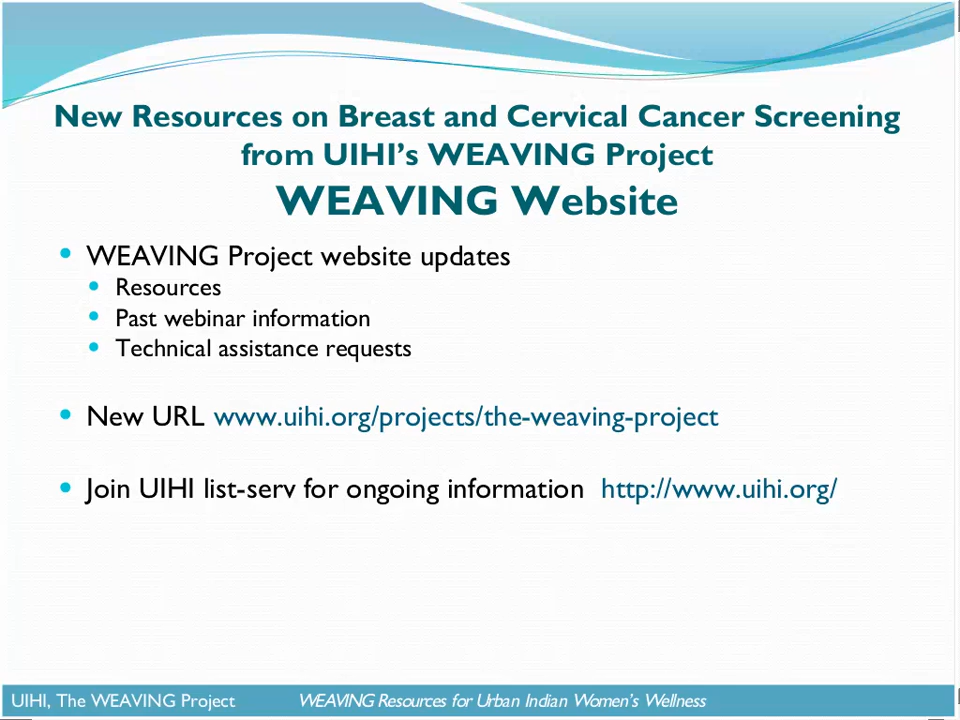 New Resources on Breast and Cervical Cancer Screening
from UIHI’s WEAVING Project
WEAVING Website
• WEAVING Project website updates
• Resources
• Past webinar information
• Technical assistance requests
• New URL www.uihi.org/projects/the-weaving-project
• Join UIHI list-serv for ongoing information http://www.uihi.org/
UIHI, The WEAVING Project WEAVING Resources for Urban Indian Women’s Wellness